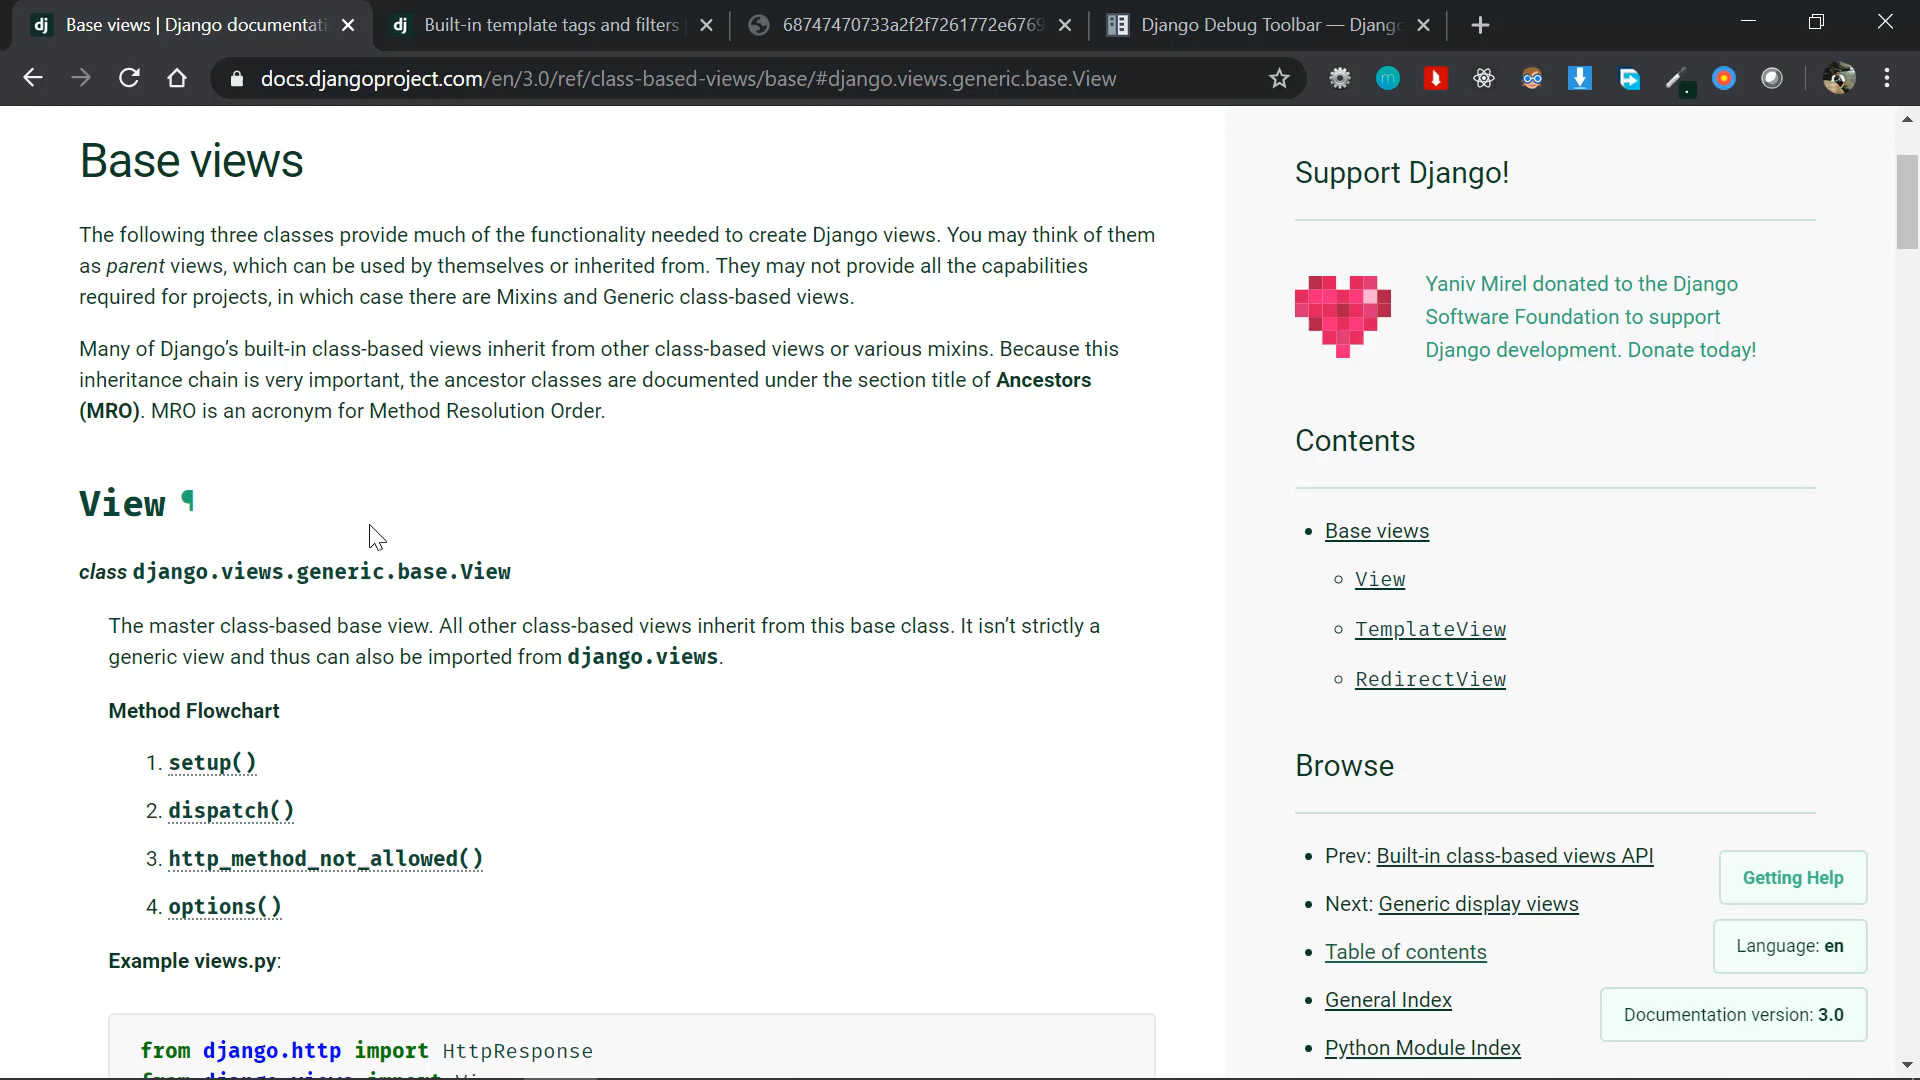 Base views | Django documentati
Built-in template tags and filters
68747470733a2f2f7261772e6769
Django Debug Toolbar — Djang
docs.djangoproject.com/en/3.0/ref/class-based-views/base/#django.views.generic.base.View
Base views
The following three classes provide much of the functionality needed to create Django views. You may think of them
as parent views, which can be used by themselves or inherited from. They may not provide all the capabilities
required for projects, in which case there are Mixins and Generic class-based views.
Many of Django’s built-in class-based views inherit from other class-based views or various mixins. Because this
inheritance chain is very important, the ancestor classes are documented under the section title of Ancestors
(MRO). MRO is an acronym for Method Resolution Order.
View ¶
class django.views.generic.base.View
The master class-based base view. All other class-based views inherit from this base class. It isn’t strictly a
generic view and thus can also be imported from django.views.
Method Flowchart
1. setup()
2. dispatch()
3. http_method_not_allowed()
4. options()
Example views.py:
from django.http import HttpResponse
Support Django!
Yaniv Mirel donated to the Django
Software Foundation to support
Django development. Donate today!
Contents
Base views
View
TemplateView
RedirectView
Browse
Prev: Built-in class-based views API
Next: Generic display views
Table of contents
General Index
Python Module Index
Getting Help
Language: en
Documentation version: 3.0